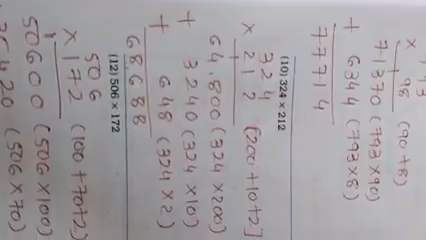 × 98 (90 + 8)
71370 (793 × 90)
+ 6344 (793 × 8)
77714
(10) 324 × 212
324
× 212 [200 + 10 + 2]
64,800 (324 × 200)
+ 3240 (324 × 10)
+ 648 (324 × 2)
68688
(12) 506 × 172
506
× 172 (100 + 70 + 2)
50600 (506 × 100)
35420 (506 × 70)